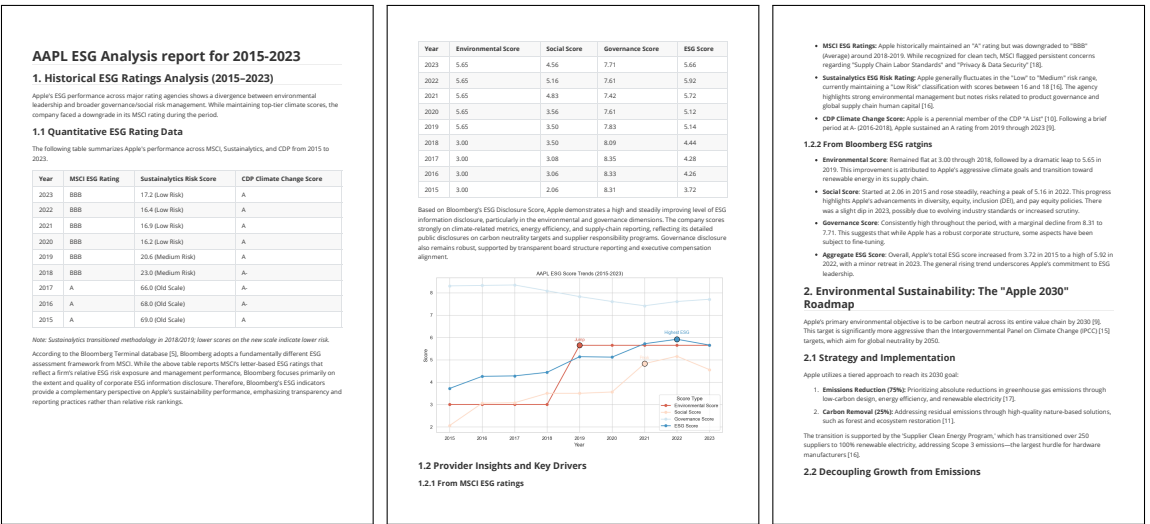 AAPL ESG Analysis report for 2015-2023
1. Historical ESG Ratings Analysis (2015–2023)
Apple's ESG performance across major rating agencies shows a divergence between environmental
leadership and broader governance/social risk management. While maintaining top-tier climate scores, the
company faced a downgrade in its MSCI rating during the period.
1.1 Quantitative ESG Rating Data
The following table summarizes Apple's performance across MSCI, Sustainalytics, and CDP from 2015 to
2023.
Year MSCI ESG Rating Sustainalytics Risk Score CDP Climate Change Score
2023 BBB 17.2 (Low Risk) A
2022 BBB 16.4 (Low Risk) A
2021 BBB 16.9 (Low Risk) A
2020 BBB 16.2 (Low Risk) A
2019 BBB 20.6 (Medium Risk) A
2018 BBB 23.0 (Medium Risk) A-
2017 A 66.0 (Old Scale) A-
2016 A 68.0 (Old Scale) A-
2015 A 69.0 (Old Scale) A
Note: Sustainalytics transitioned methodology in 2018/2019; lower scores on the new scale indicate lower risk.
According to the Bloomberg Terminal database [5], Bloomberg adopts a fundamentally different ESG
assessment framework from MSCI. While the above table reports MSCI's letter-based ESG ratings that
reflect a firm's relative ESG risk exposure and management performance, Bloomberg focuses primarily on
the extent and quality of corporate ESG information disclosure. Therefore, Bloomberg's ESG indicators
provide a complementary perspective on Apple's sustainability performance, emphasizing transparency and
reporting practices rather than relative risk rankings.
Year Environmental Score Social Score Governance Score ESG Score
2023 5.65 4.56 7.71 5.66
2022 5.65 5.16 7.61 5.92
2021 5.65 4.83 7.42 5.72
2020 5.65 3.56 7.61 5.12
2019 5.65 3.50 7.83 5.14
2018 3.00 3.50 8.09 4.44
2017 3.00 3.08 8.35 4.28
2016 3.00 3.06 8.33 4.26
2015 3.00 2.06 8.31 3.72
Based on Bloomberg's ESG Disclosure Score, Apple demonstrates a high and steadily improving level of ESG
information disclosure, particularly in the environmental and governance dimensions. The company scores
strongly on climate-related metrics, energy efficiency, and supply-chain reporting, reflecting its detailed
public disclosures on carbon neutrality targets and supplier responsibility programs. Governance disclosure
also remains robust, supported by transparent board structure reporting and executive compensation
alignment.
AAPL ESG Score Trends (2015-2023)
Highest ESG
Score
8
7
6
5
4
3
2
Score Type
Environmental Score
Social Score
Governance Score
ESG Score
2015 2016 2017 2018 2019 2020 2021 2022 2023
Year
1.2 Provider Insights and Key Drivers
1.2.1 From MSCI ESG ratings
• MSCI ESG Ratings: Apple historically maintained an "A" rating but was downgraded to "BBB"
(Average) around 2018-2019. While recognized for clean tech, MSCI flagged persistent concerns
regarding "Supply Chain Labor Standards" and "Privacy & Data Security" [18].
• Sustainalytics ESG Risk Rating: Apple generally fluctuates in the "Low" to "Medium" risk range,
currently maintaining a "Low Risk" classification with scores between 16 and 18 [16]. The agency
highlights strong environmental management but notes risks related to product governance and
global supply chain human capital [16].
• CDP Climate Change Score: Apple is a perennial member of the CDP "A List" [10]. Following a brief
period at A- (2016-2018), Apple sustained an A rating from 2019 through 2023 [9].
1.2.2 From Bloomberg ESG ratgins
• Environmental Score: Remained flat at 3.00 through 2018, followed by a dramatic leap to 5.65 in
2019. This improvement is attributed to Apple's aggressive climate goals and transition toward
renewable energy in its supply chain.
• Social Score: Started at 2.06 in 2015 and rose steadily, reaching a peak of 5.16 in 2022. This progress
highlights Apple's advancements in diversity, equity, inclusion (DEI), and pay equity policies. There
was a slight dip in 2023, possibly due to evolving industry standards or increased scrutiny.
• Governance Score: Consistently high throughout the period, with a marginal decline from 8.31 to
7.71. This suggests that while Apple has a robust corporate structure, some aspects have been
subject to fine-tuning.
• Aggregate ESG Score: Overall, Apple's total ESG score increased from 3.72 in 2015 to a high of 5.92 in
2022, with a minor retreat in 2023. The general rising trend underscores Apple's commitment to ESG
leadership.
2. Environmental Sustainability: The "Apple 2030"
Roadmap
Apple's primary environmental objective is to be carbon neutral across its entire value chain by 2030 [9].
This target is significantly more aggressive than the Intergovernmental Panel on Climate Change (IPCC) [15]
targets, which aim for global neutrality by 2050.
2.1 Strategy and Implementation
Apple utilizes a tiered approach to reach its 2030 goal:
1. Emissions Reduction (75%): Prioritizing absolute reductions in greenhouse gas emissions through
low-carbon design, energy efficiency, and renewable electricity [17].
2. Carbon Removal (25%): Addressing residual emissions through high-quality nature-based solutions,
such as forest and ecosystem restoration [11].
The transition is supported by the 'Supplier Clean Energy Program,' which has transitioned over 250
suppliers to 100% renewable electricity, addressing Scope 3 emissions—the largest hurdle for hardware
manufacturers [16].
2.2 Decoupling Growth from Emissions